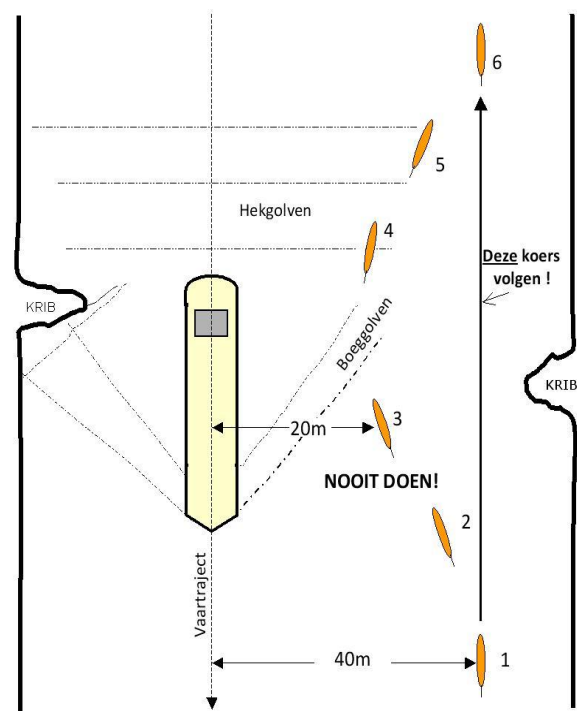 6
5
Hekgolven
4
Deze koers
volgen !
KRIB
Boeggolven
KRIB
3
20m
NOOIT DOEN!
2
Vaartraject
40m
1